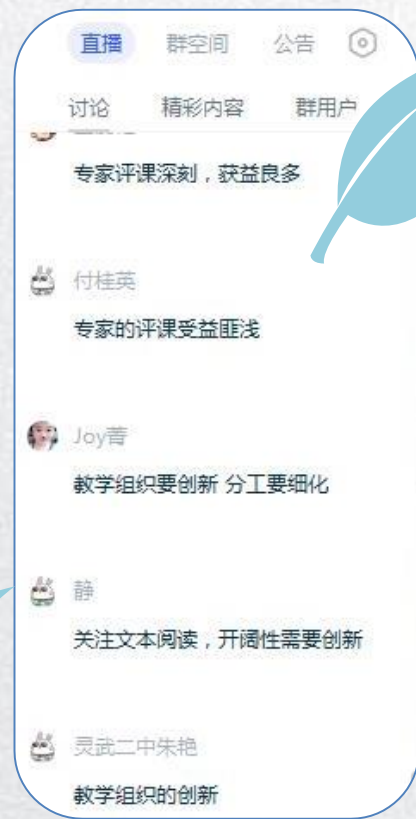 直播 群空间 公告
讨论 精彩内容 群用户
专家评课深刻，获益良多
付桂英
专家的评课受益匪浅
Joy菁
教学组织要创新 分工要细化
静
关注文本阅读，开阔性需要创新
灵武二中朱艳
教学组织的创新